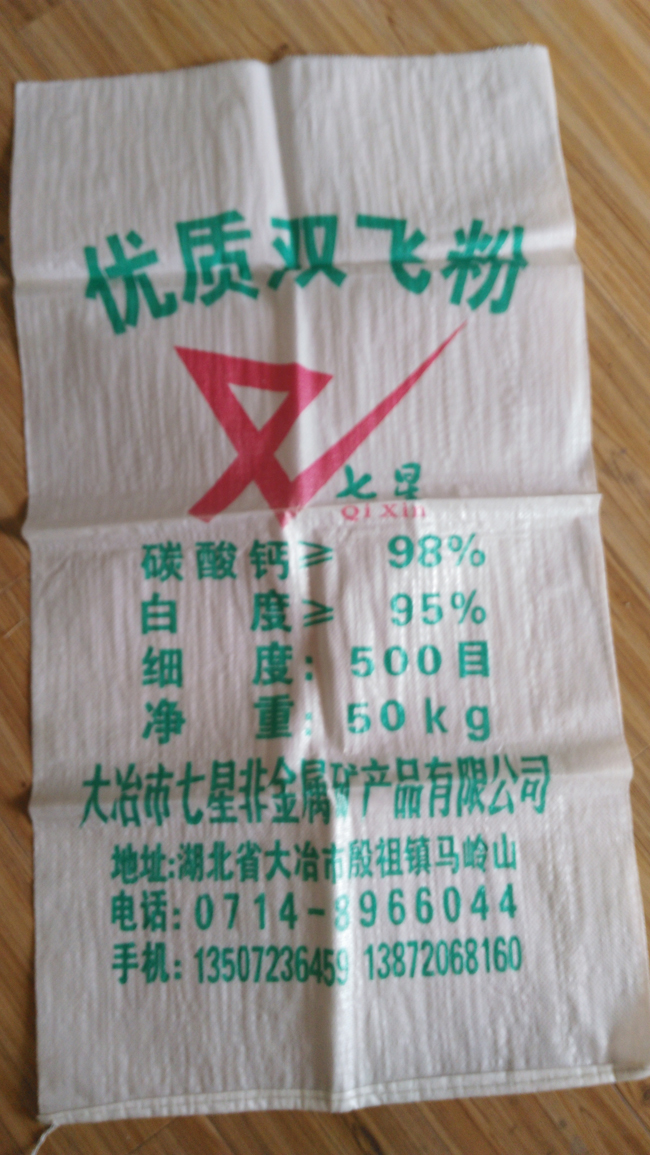 优质双飞粉
七星
Qi Xin
碳酸钙≥ 98%
白 度≥ 95%
细 度: 500目
净 重: 50kg
大冶市七星非金属矿产品有限公司
地址:湖北省大冶市殷祖镇马岭山
电话: 0714-8966044
手机: 13507236459 13872068160